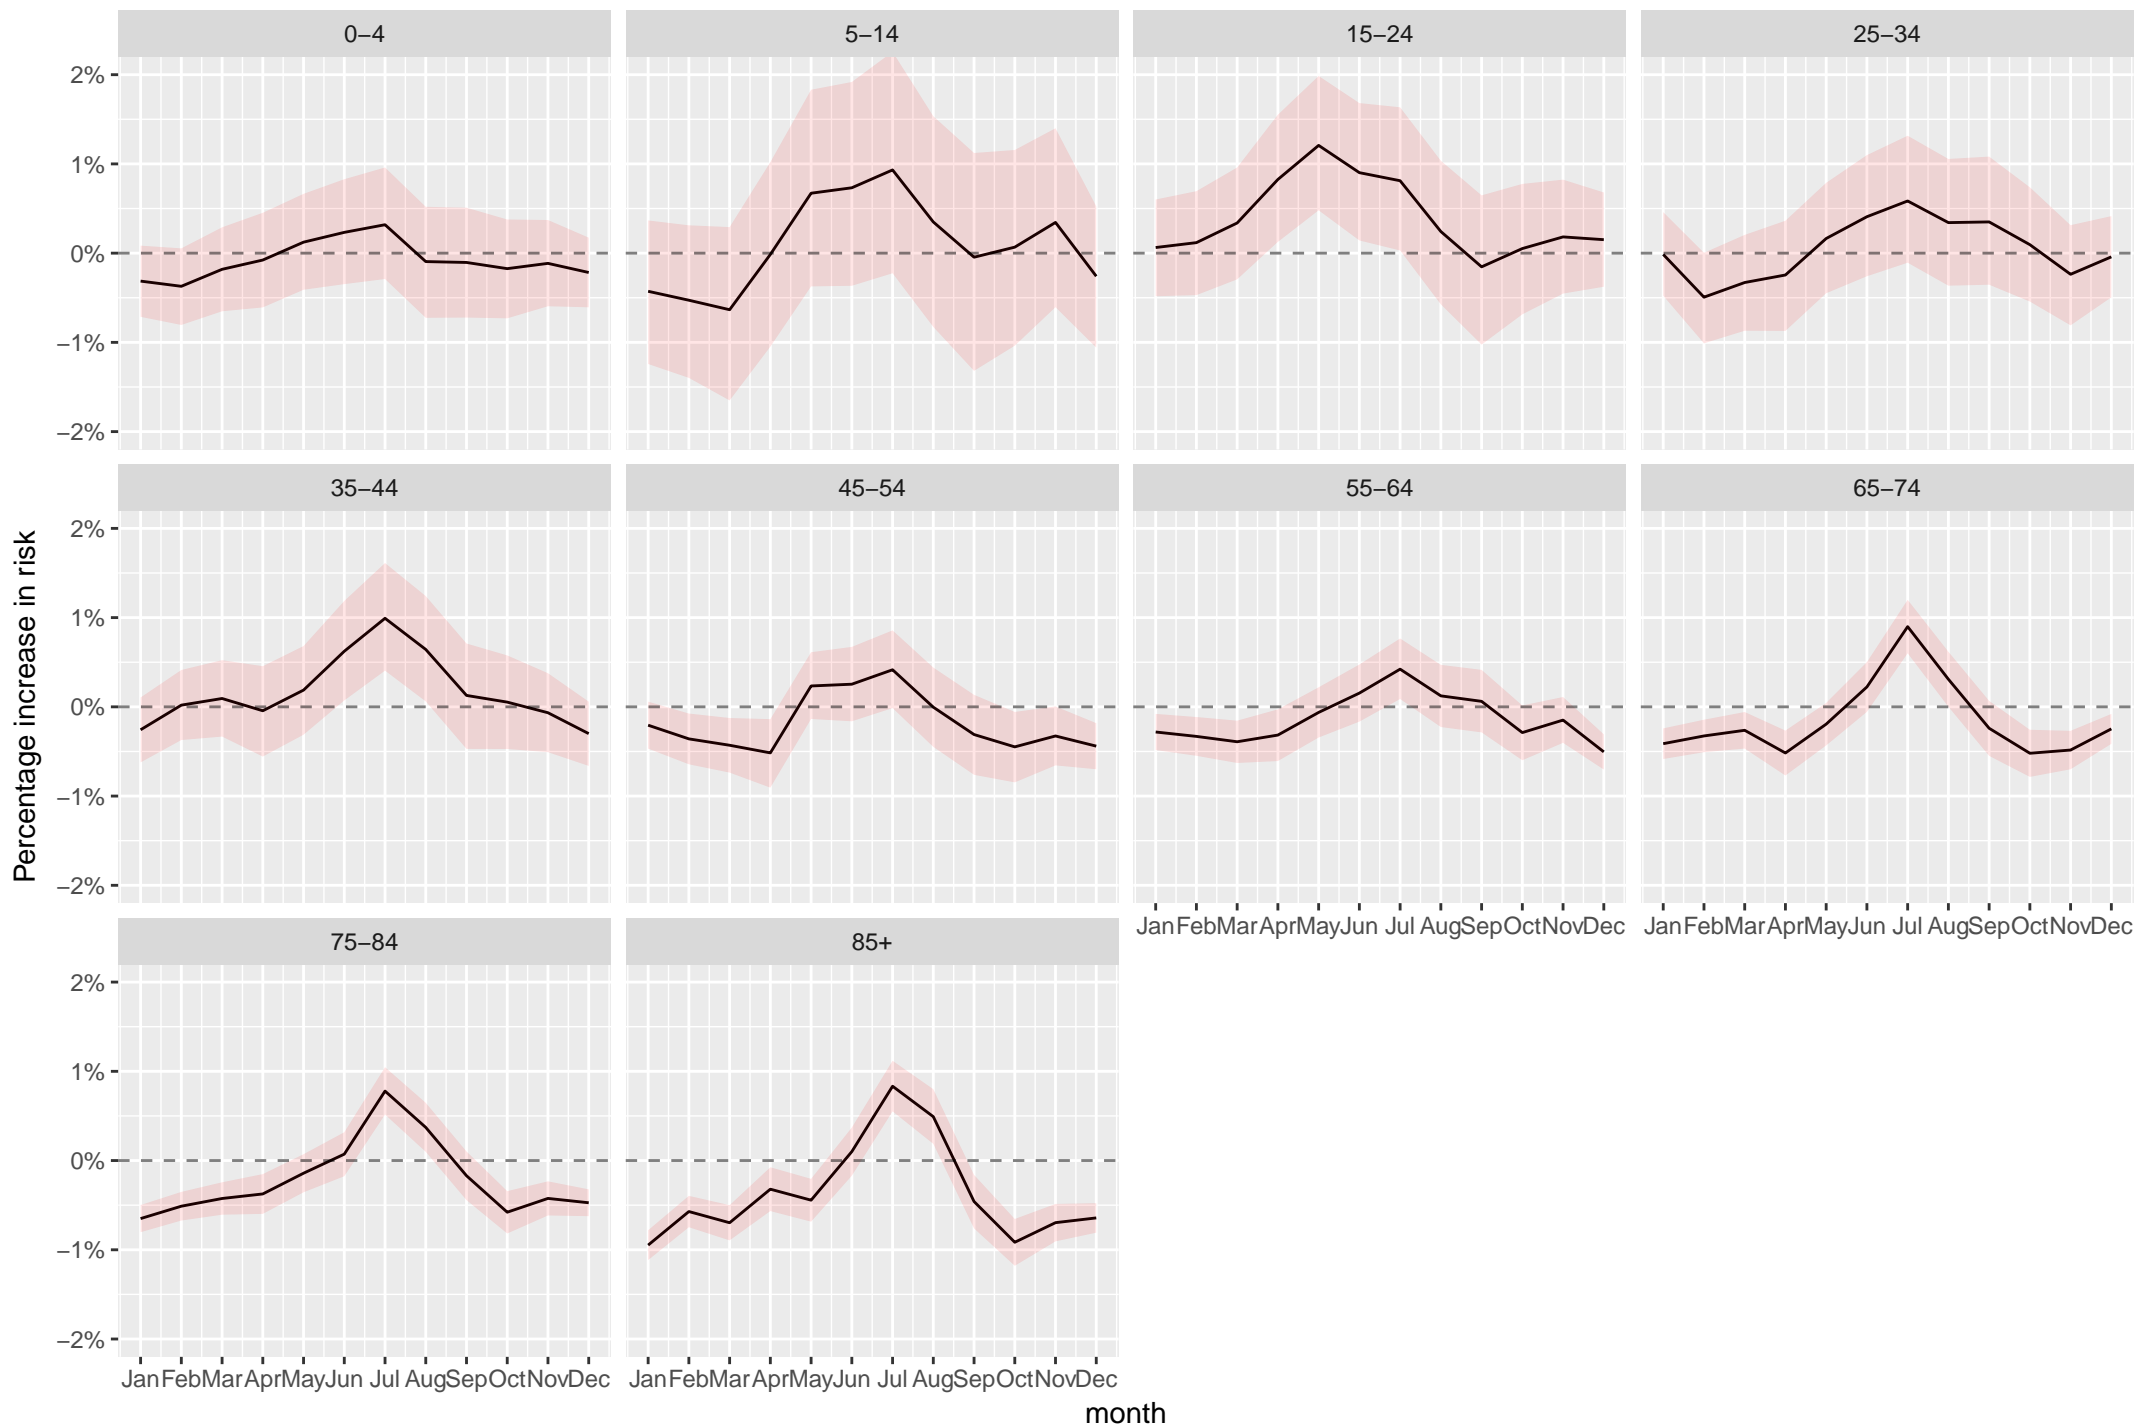 0−4 5−14 15−24 25−34
2%
1%
0%
−1%
−2%
35−44 45−54 55−64 65−74
2%
1%
0%
−1%
−2%
Percentage increase in risk
Jan Feb Mar Apr May Jun Jul Aug Sep Oct Nov Dec Jan Feb Mar Apr May Jun Jul Aug Sep Oct Nov Dec
75−84 85+
2%
1%
0%
−1%
−2%
Jan Feb Mar Apr May Jun Jul Aug Sep Oct Nov Dec Jan Feb Mar Apr May Jun Jul Aug Sep Oct Nov Dec
month